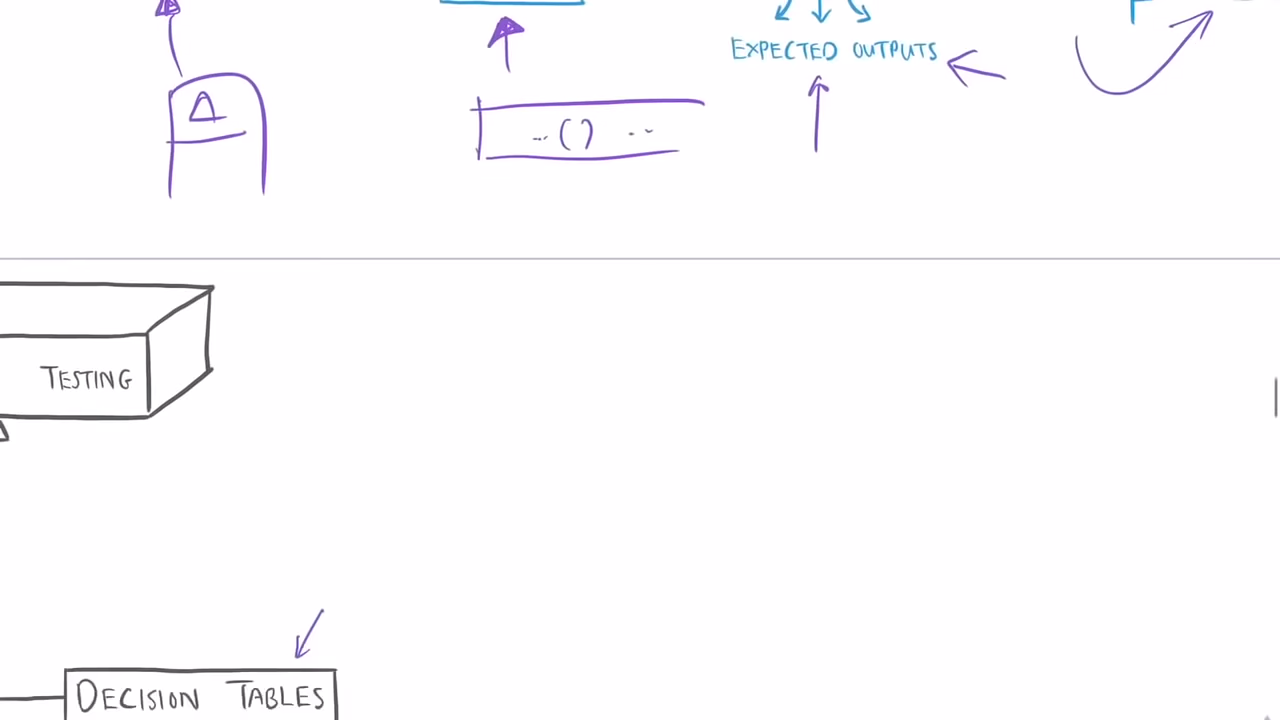 EXPECTED OUTPUTS
Δ
-- ( ) --
TESTING
DECISION TABLES